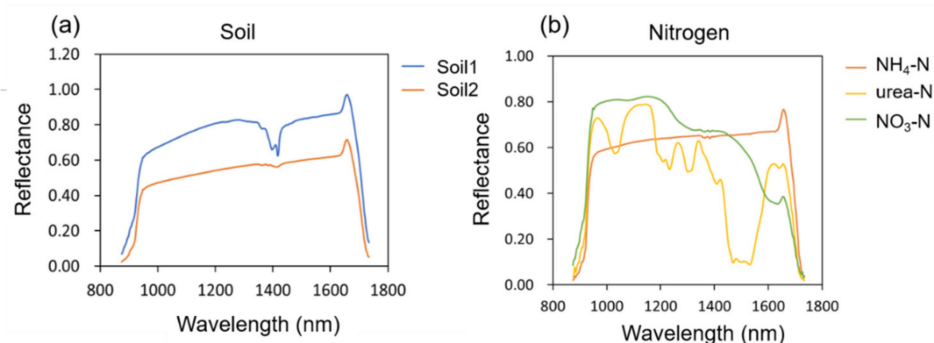 (a) Soil
1.20
1.00
0.80
0.60
0.40
0.20
0.00
800 1000 1200 1400 1600 1800
Reflectance
Wavelength (nm)
Soil1
Soil2
(b) Nitrogen
1.00
0.80
0.60
0.40
0.20
0.00
800 1000 1200 1400 1600 1800
Reflectance
Wavelength (nm)
NH₄-N
urea-N
NO₃-N